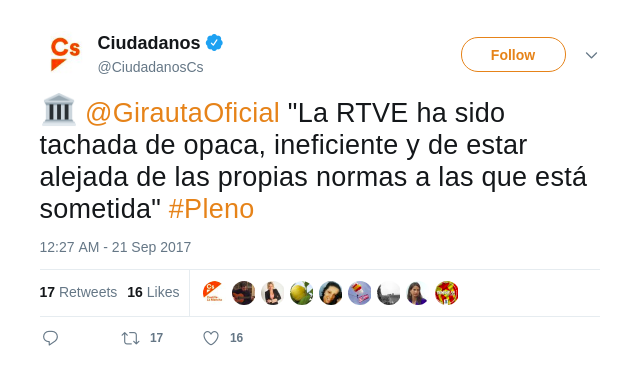 Cs
Ciudadanos
@CiudadanosCs
Follow
@GirautaOficial "La RTVE ha sido
tachada de opaca, ineficiente y de estar
alejada de las propias normas a las que está
sometida" #Pleno
12:27 AM - 21 Sep 2017
17 Retweets 16 Likes
Cs
17 16